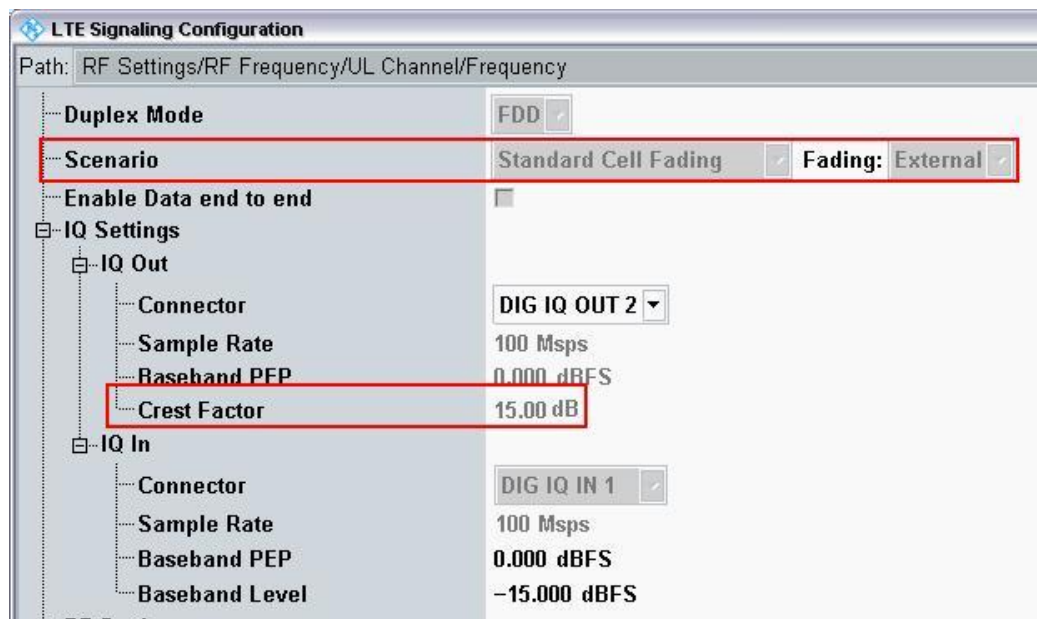 LTE Signaling Configuration
Path: RF Settings/RF Frequency/UL Channel/Frequency
Duplex Mode FDD
Scenario Standard Cell Fading Fading: External
Enable Data end to end
IQ Settings
IQ Out
Connector DIG IQ OUT 2
Sample Rate 100 Msps
Baseband PEP 0.000 dBFS
Crest Factor 15.00 dB
IQ In
Connector DIG IQ IN 1
Sample Rate 100 Msps
Baseband PEP 0.000 dBFS
Baseband Level −15.000 dBFS